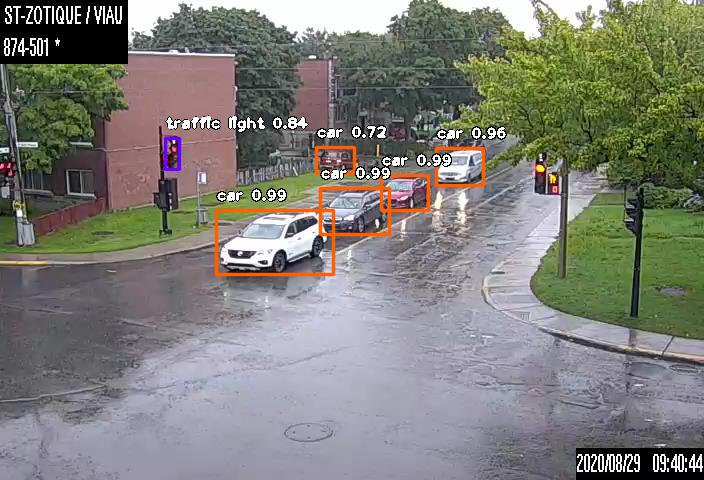 ST-ZOTIQUE / VIAU
874-501 *
traffic light 0.84
car 0.72
car 0.96
car 0.99
car 0.99
car 0.99
2020/08/29 09:40:44